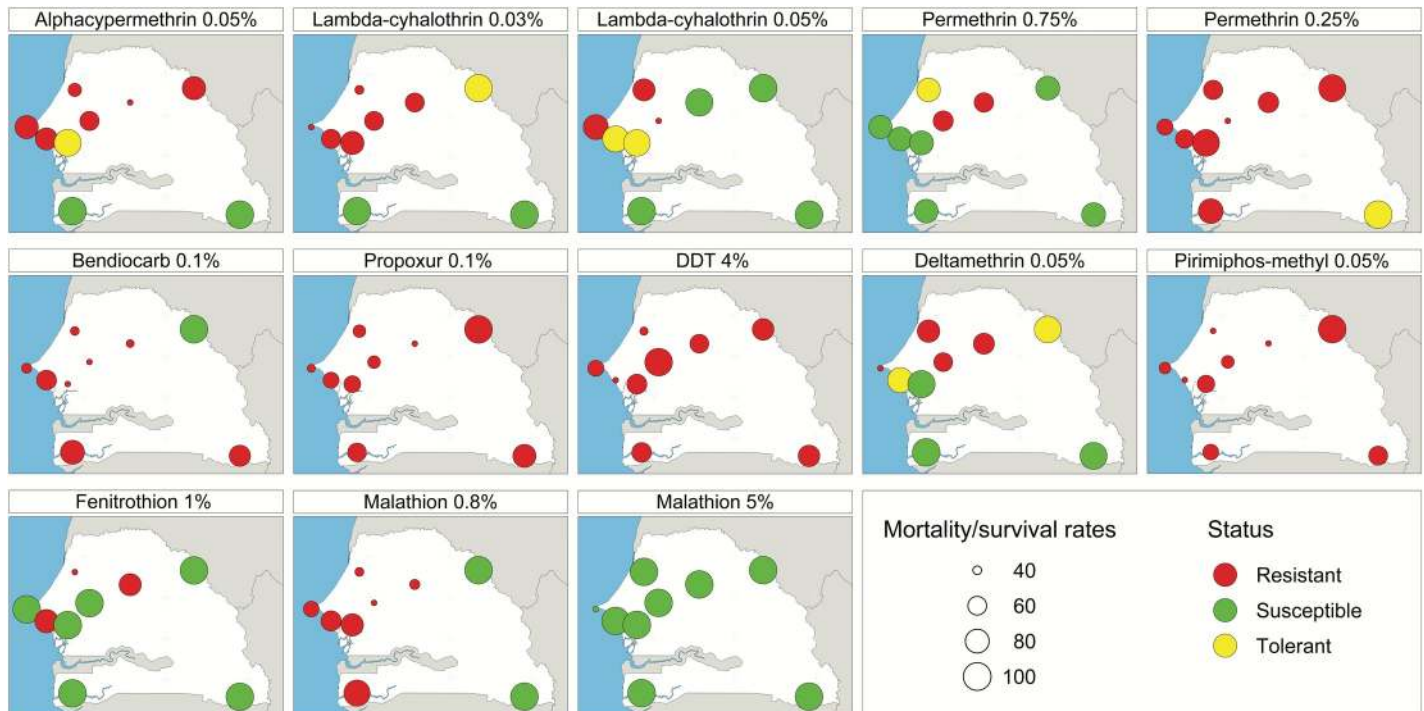 Alphacypermethrin 0.05%
Lambda-cyhalothrin 0.03%
Lambda-cyhalothrin 0.05%
Permethrin 0.75%
Permethrin 0.25%
Bendiocarb 0.1%
Propoxur 0.1%
DDT 4%
Deltamethrin 0.05%
Pirimiphos-methyl 0.05%
Fenitrothion 1%
Malathion 0.8%
Malathion 5%
Mortality/survival rates
40
60
80
100
Status
Resistant
Susceptible
Tolerant